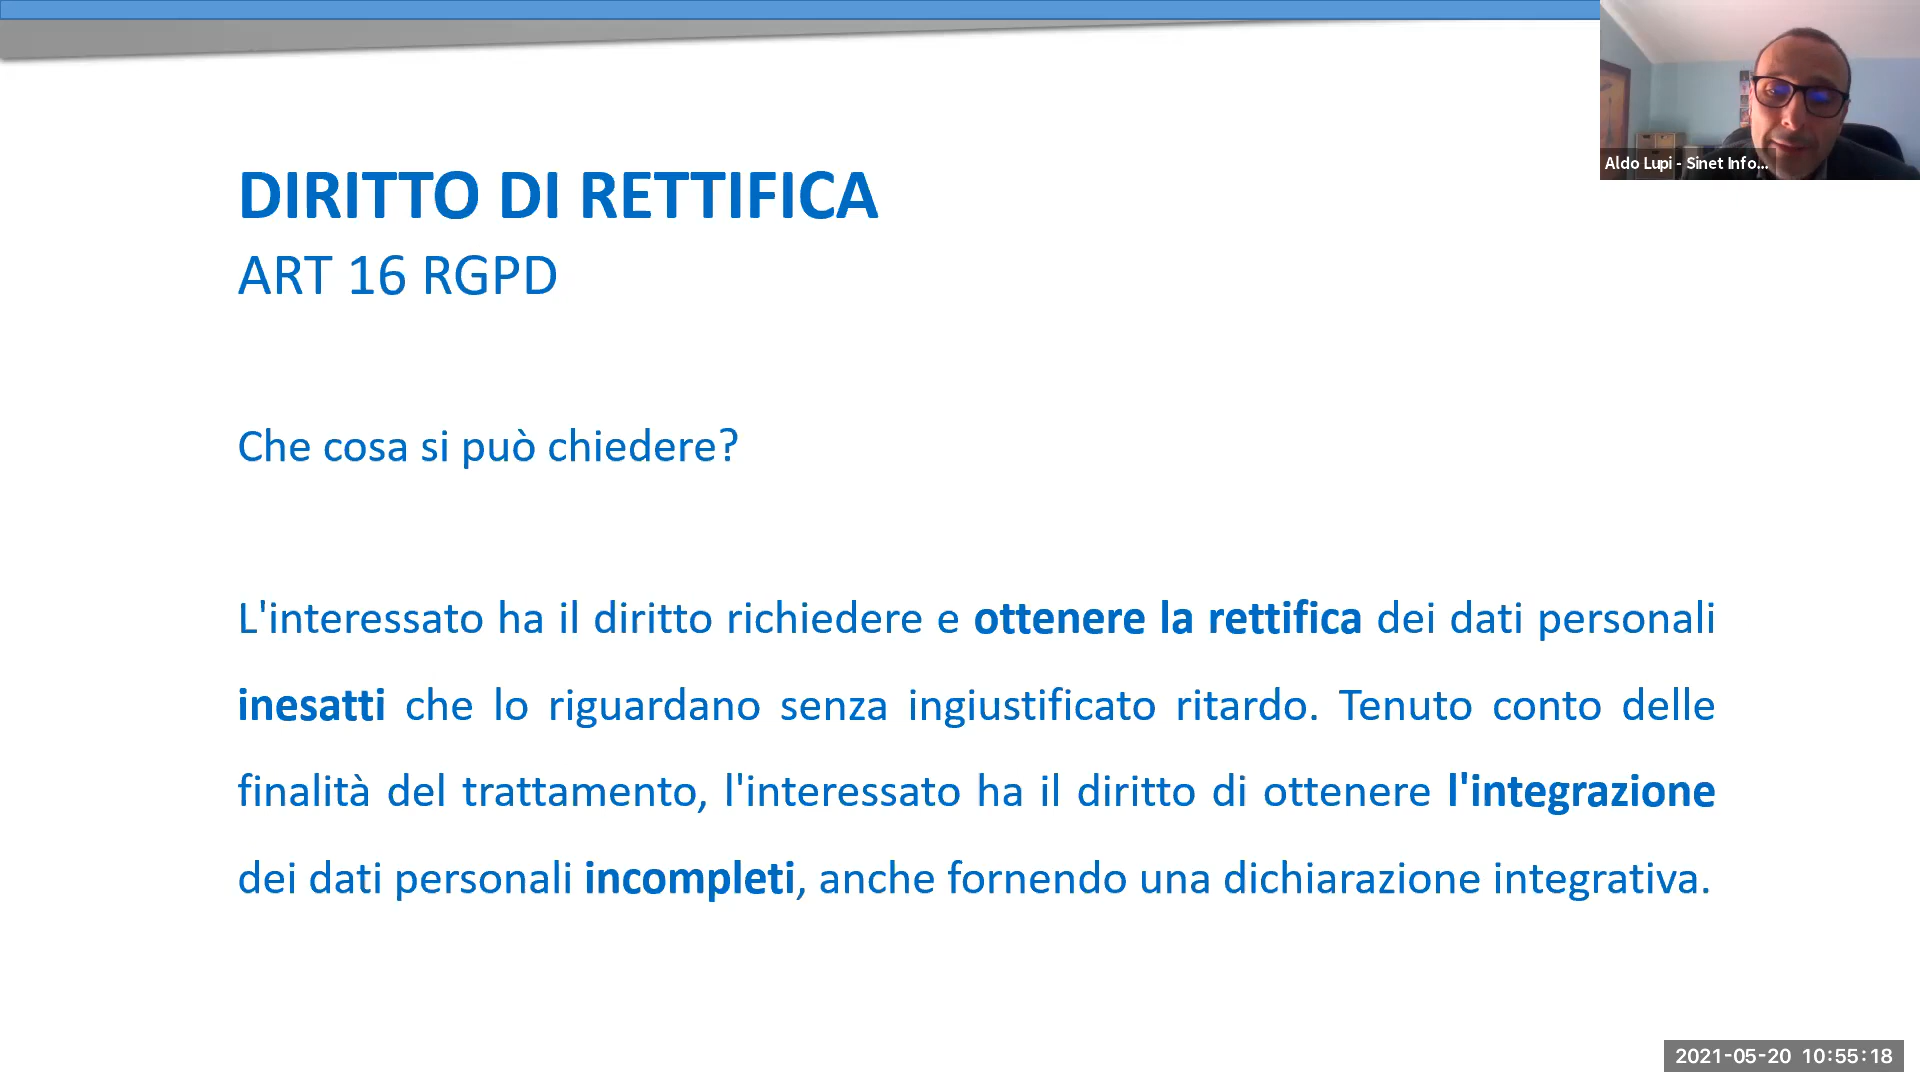 Aldo Lupi - Sinet Info...
DIRITTO DI RETTIFICA
ART 16 RGPD
Che cosa si può chiedere?
L'interessato ha il diritto richiedere e ottenere la rettifica dei dati personali
inesatti che lo riguardano senza ingiustificato ritardo. Tenuto conto delle
finalità del trattamento, l'interessato ha il diritto di ottenere l'integrazione
dei dati personali incompleti, anche fornendo una dichiarazione integrativa.
2021-05-20 10:55:18